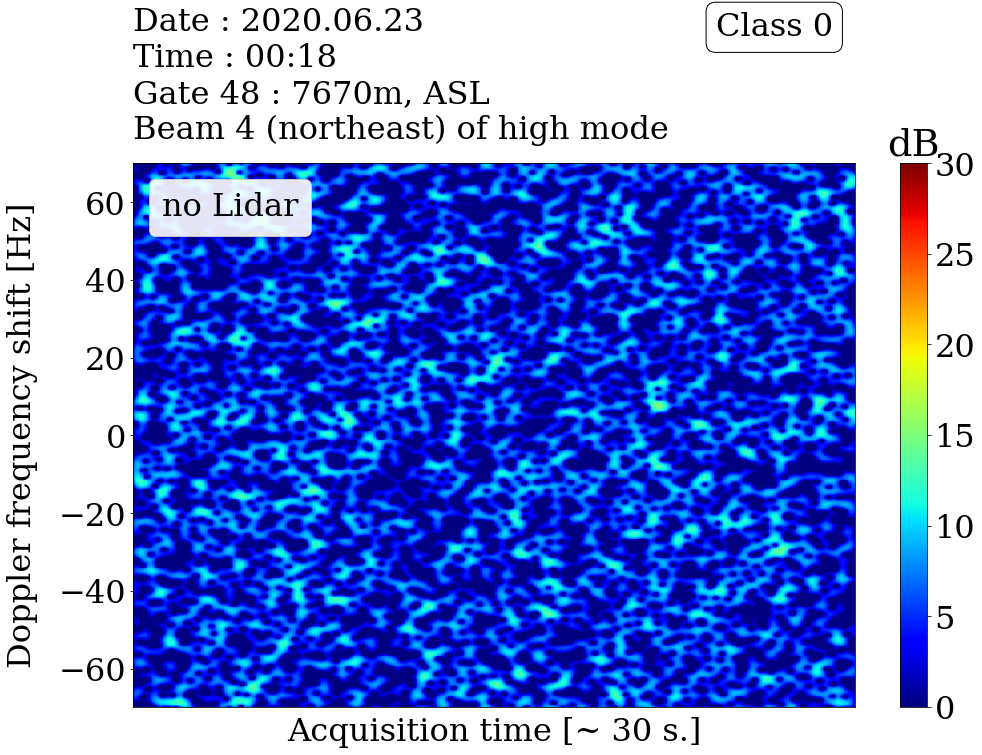 Date : 2020.06.23
Time : 00:18
Gate 48 : 7670m, ASL
Beam 4 (northeast) of high mode
Class 0
dB
no Lidar
Doppler frequency shift [Hz]
60
40
20
0
−20
−40
−60
30
25
20
15
10
5
0
Acquisition time [~ 30 s.]